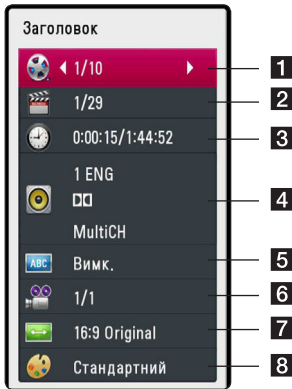 Заголовок
1/10 1
1/29 2
0:00:15/1:44:52 3
1 ENG
MultiCH 4
ABC Вимк. 5
1/1 6
16:9 Original 7
Стандартний 8